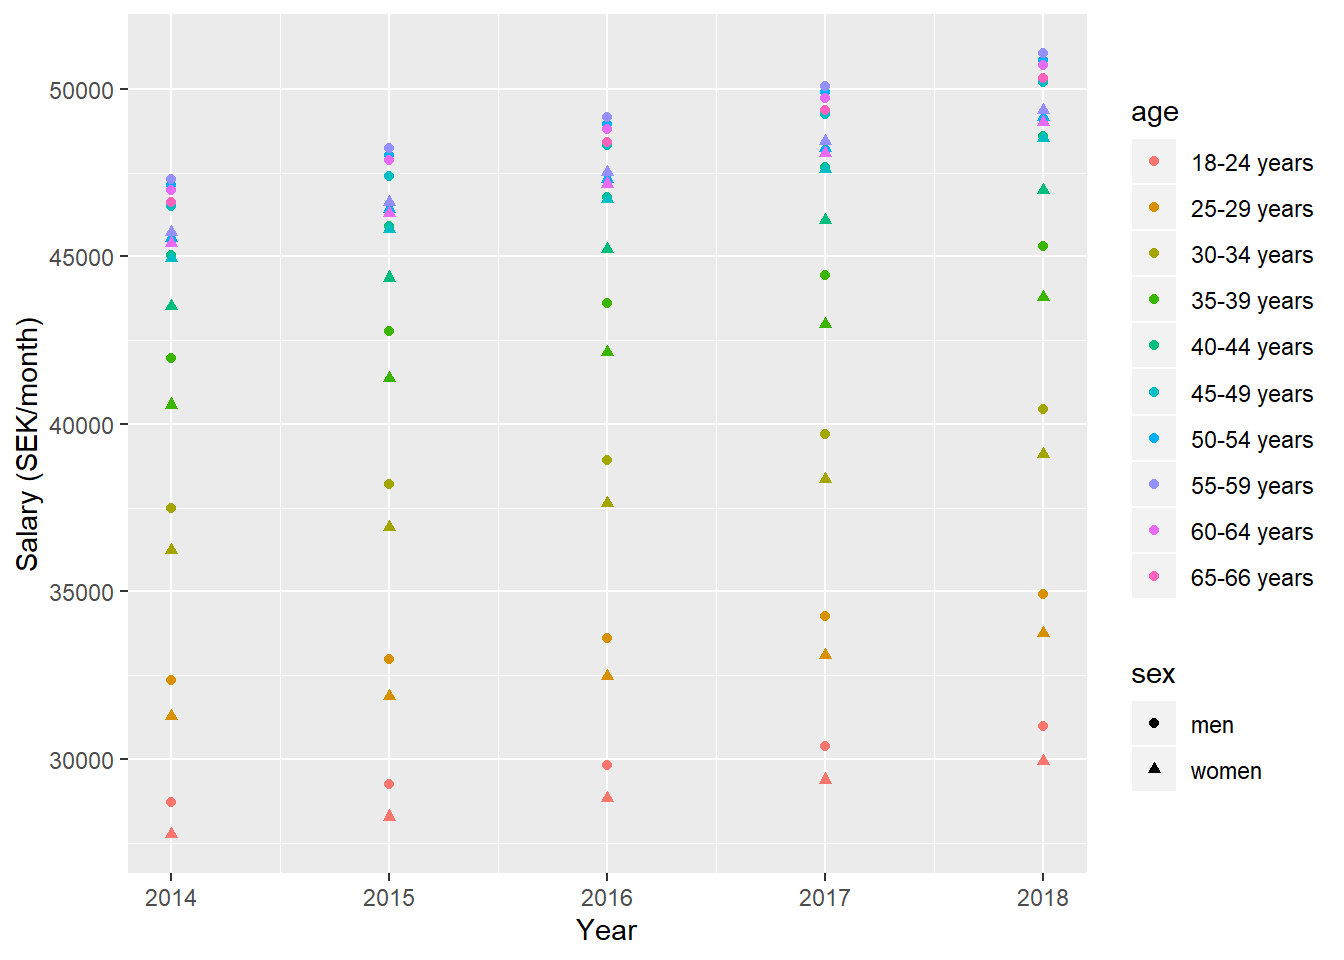 50000
45000
40000
35000
30000
Salary (SEK/month)
2014 2015 2016 2017 2018
Year
age
18-24 years
25-29 years
30-34 years
35-39 years
40-44 years
45-49 years
50-54 years
55-59 years
60-64 years
65-66 years
sex
men
women